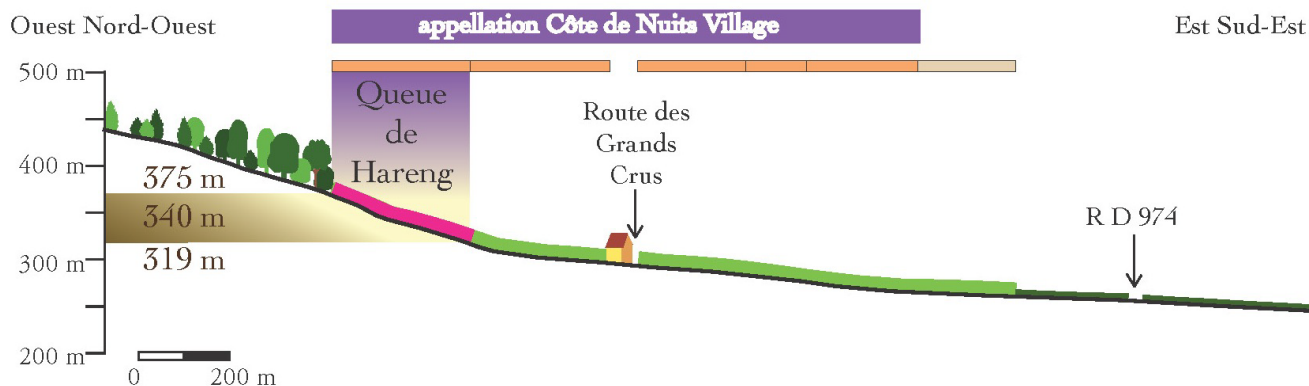 Ouest Nord-Ouest
appellation Côte de Nuits Village
Est Sud-Est
500 m
Queue
de
Hareng
Route des
Grands
Crus
400 m
375 m
340 m
319 m
R D 974
300 m
200 m
0
200 m